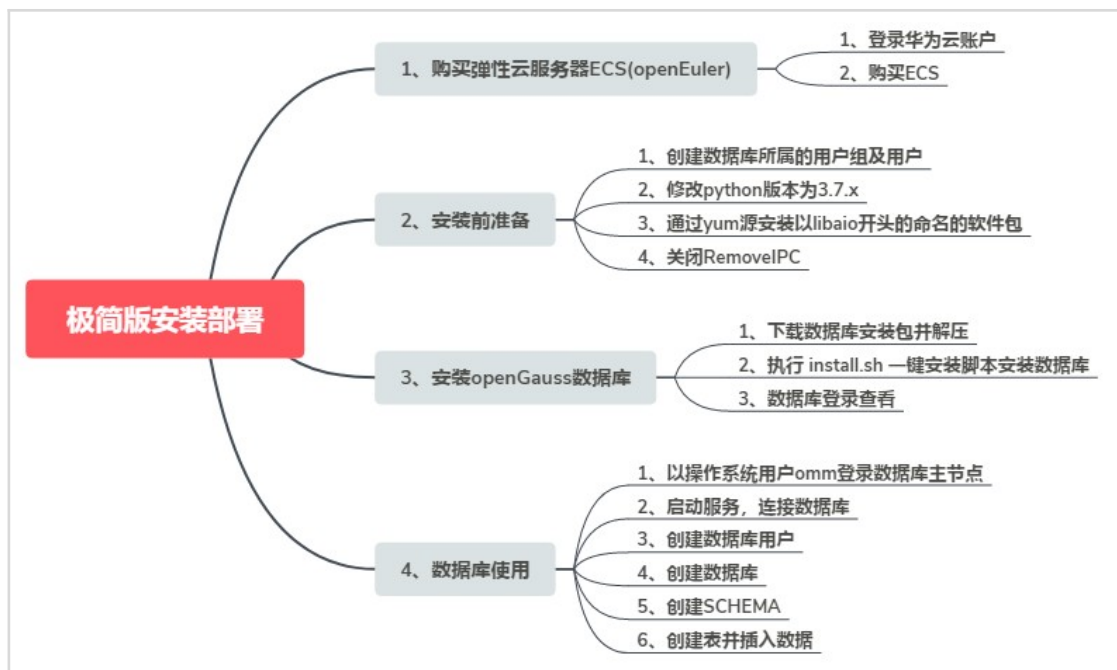 极简版安装部署
1、购买弹性云服务器ECS(openEuler)
1、登录华为云账户
2、购买ECS
2、安装前准备
1、创建数据库所属的用户组及用户
2、修改python版本为3.7.x
3、通过yum源安装以libaio开头的命名的软件包
4、关闭RemoveIPC
3、安装openGauss数据库
1、下载数据库安装包并解压
2、执行 install.sh 一键安装脚本安装数据库
3、数据库登录查看
4、数据库使用
1、以操作系统用户omm登录数据库主节点
2、启动服务，连接数据库
3、创建数据库用户
4、创建数据库
5、创建SCHEMA
6、创建表并插入数据